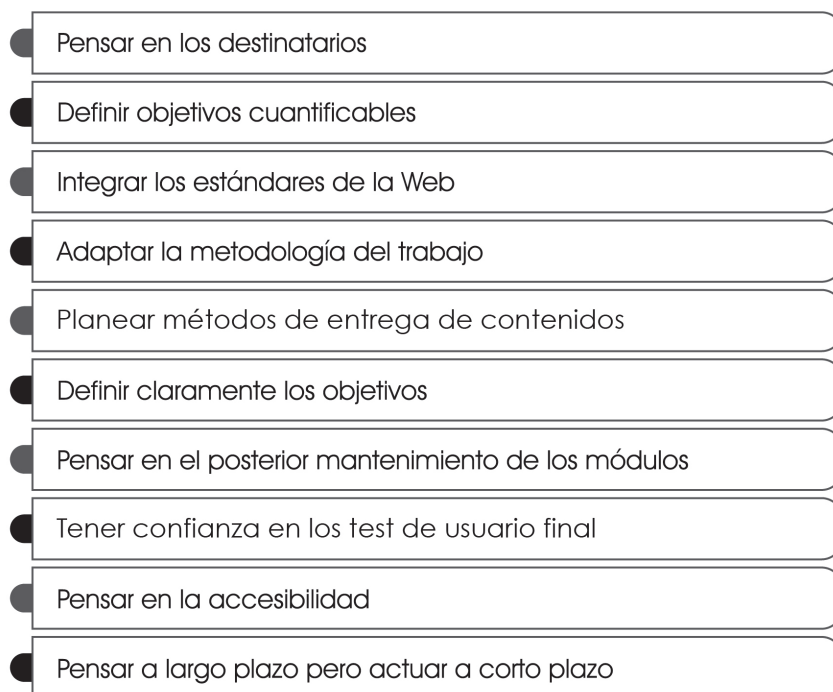 Pensar en los destinatarios
Definir objetivos cuantificables
Integrar los estándares de la Web
Adaptar la metodología del trabajo
Planear métodos de entrega de contenidos
Definir claramente los objetivos
Pensar en el posterior mantenimiento de los módulos
Tener confianza en los test de usuario final
Pensar en la accesibilidad
Pensar a largo plazo pero actuar a corto plazo